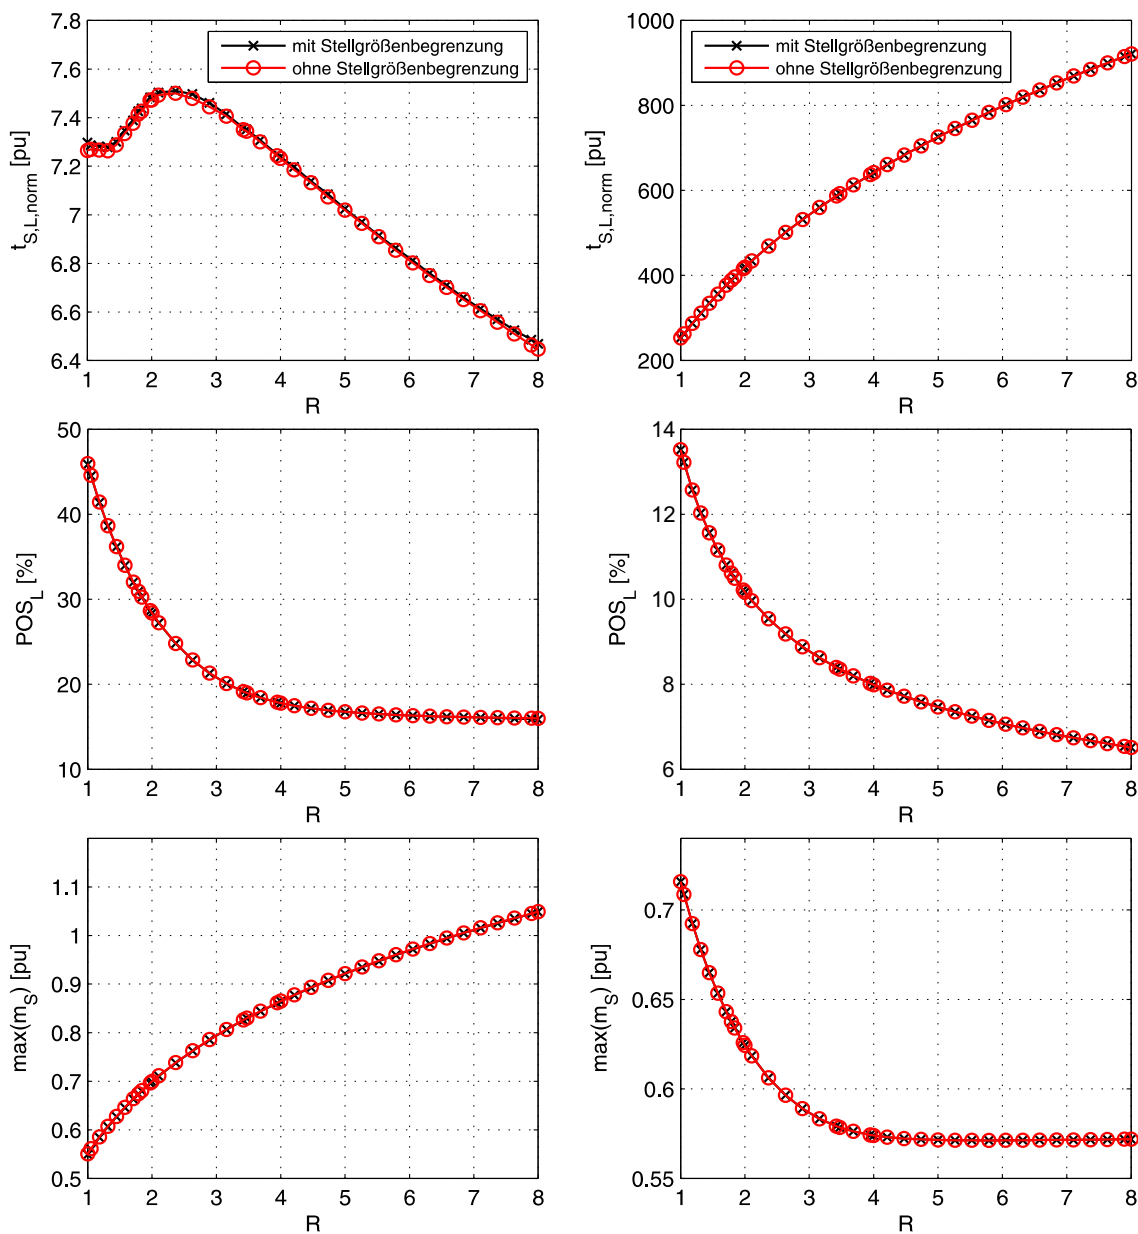 7.8
7.6
7.4
7.2
7
6.8
6.6
6.4
t_S,L,norm [pu]
mit Stellgrößenbegrenzung
ohne Stellgrößenbegrenzung
1 2 3 4 5 6 7 8
R
1000
800
600
400
200
t_S,L,norm [pu]
mit Stellgrößenbegrenzung
ohne Stellgrößenbegrenzung
1 2 3 4 5 6 7 8
R
50
40
30
20
10
POS_L [%]
1 2 3 4 5 6 7 8
R
14
12
10
8
6
POS_L [%]
1 2 3 4 5 6 7 8
R
1.1
1
0.9
0.8
0.7
0.6
0.5
max(m_S) [pu]
1 2 3 4 5 6 7 8
R
0.7
0.65
0.6
0.55
max(m_S) [pu]
1 2 3 4 5 6 7 8
R